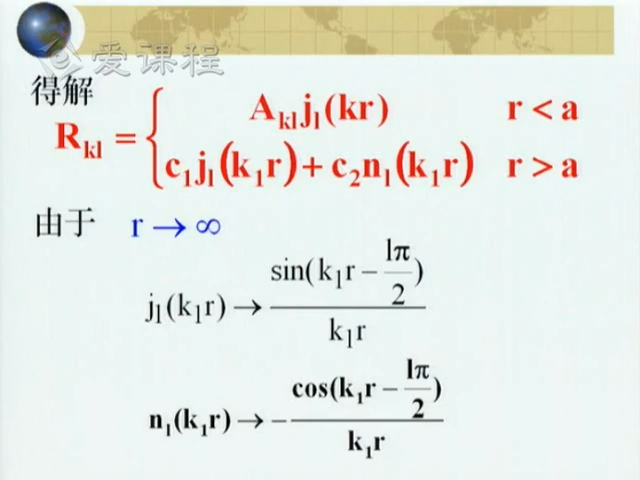 爱课程
得解
R_kl = { A_kl j_l(kr) r < a
c_1 j_l(k_1 r) + c_2 n_l(k_1 r) r > a
由于 r → ∞
j_l(k_1 r) → sin(k_1 r − lπ/2) / k_1 r
n_l(k_1 r) → − cos(k_1 r − lπ/2) / k_1 r